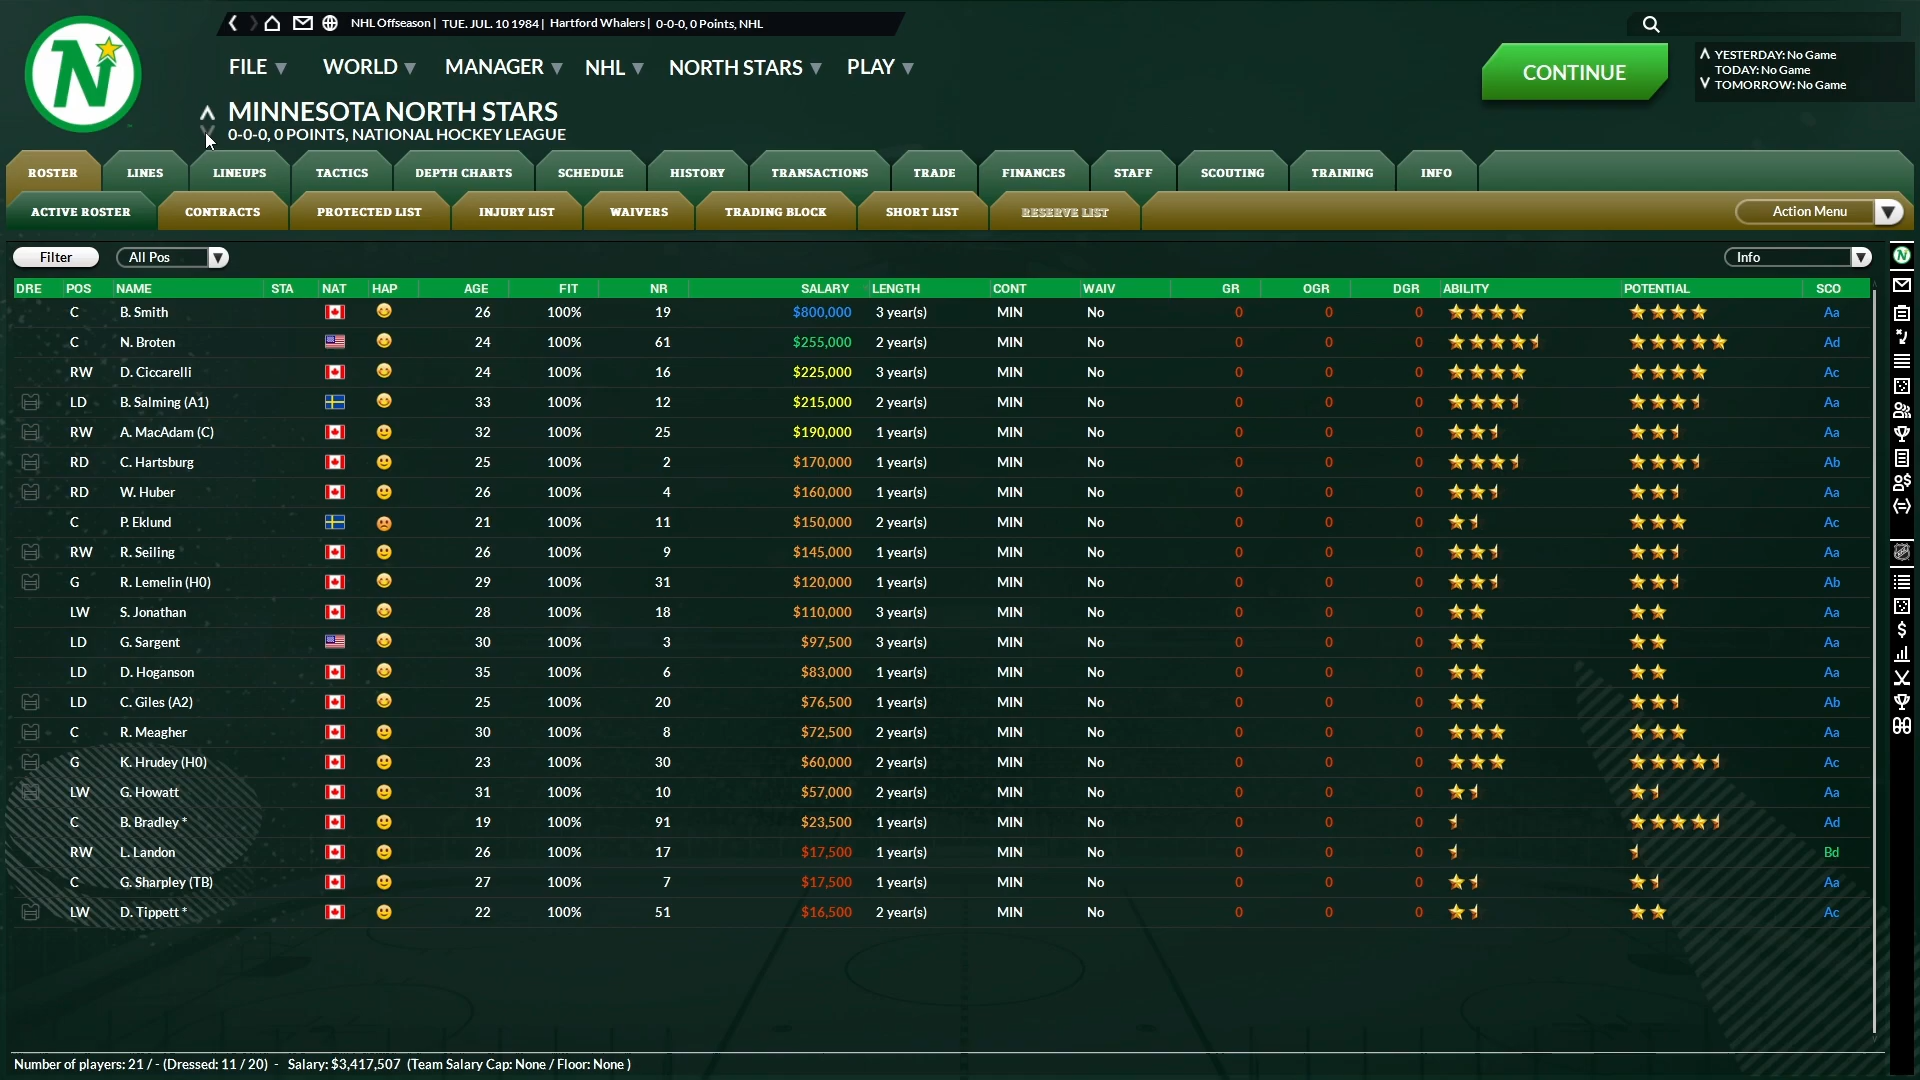 NHL Offseason | TUE. JUL. 10 1984 | Hartford Whalers | 0-0-0, 0 Points, NHL
FILE WORLD MANAGER NHL NORTH STARS PLAY
CONTINUE
YESTERDAY: No Game
TODAY: No Game
TOMORROW: No Game
MINNESOTA NORTH STARS
0-0-0, 0 POINTS, NATIONAL HOCKEY LEAGUE
ROSTER LINES LINEUPS TACTICS DEPTH CHARTS SCHEDULE HISTORY TRANSACTIONS TRADE FINANCES STAFF SCOUTING TRAINING INFO
ACTIVE ROSTER CONTRACTS PROTECTED LIST INJURY LIST WAIVERS TRADING BLOCK SHORT LIST RESERVE LIST Action Menu
Filter All Pos Info
DRE POS NAME STA NAT HAP AGE FIT NR SALARY LENGTH CONT WAIV GR OGR DGR ABILITY POTENTIAL SCO
C B. Smith 26 100% 19 $800,000 3 year(s) MIN No 0 0 0 Aa
C N. Broten 24 100% 61 $255,000 2 year(s) MIN No 0 0 0 Ad
RW D. Ciccarelli 24 100% 16 $225,000 3 year(s) MIN No 0 0 0 Ac
LD B. Salming (A1) 33 100% 12 $215,000 2 year(s) MIN No 0 0 0 Aa
RW A. MacAdam (C) 32 100% 25 $190,000 1 year(s) MIN No 0 0 0 Aa
RD C. Hartsburg 25 100% 2 $170,000 1 year(s) MIN No 0 0 0 Ab
RD W. Huber 26 100% 4 $160,000 1 year(s) MIN No 0 0 0 Aa
C P. Eklund 21 100% 11 $150,000 2 year(s) MIN No 0 0 0 Ac
RW R. Seiling 26 100% 9 $145,000 1 year(s) MIN No 0 0 0 Aa
G R. Lemelin (H0) 29 100% 31 $120,000 1 year(s) MIN No 0 0 0 Ab
LW S. Jonathan 28 100% 18 $110,000 3 year(s) MIN No 0 0 0 Aa
LD G. Sargent 30 100% 3 $97,500 3 year(s) MIN No 0 0 0 Aa
LD D. Hoganson 35 100% 6 $83,000 1 year(s) MIN No 0 0 0 Aa
LD C. Giles (A2) 25 100% 20 $76,500 1 year(s) MIN No 0 0 0 Ab
C R. Meagher 30 100% 8 $72,500 2 year(s) MIN No 0 0 0 Aa
G K. Hrudey (H0) 23 100% 30 $60,000 2 year(s) MIN No 0 0 0 Ac
LW G. Howatt 31 100% 10 $57,000 2 year(s) MIN No 0 0 0 Aa
C B. Bradley * 19 100% 91 $23,500 1 year(s) MIN No 0 0 0 Ad
RW L. Landon 26 100% 17 $17,500 1 year(s) MIN No 0 0 0 Bd
C G. Sharpley (TB) 27 100% 7 $17,500 1 year(s) MIN No 0 0 0 Aa
LW D. Tippett * 22 100% 51 $16,500 2 year(s) MIN No 0 0 0 Ac
Number of players: 21 / - (Dressed: 11 / 20) - Salary: $3,417,507 (Team Salary Cap: None / Floor: None )